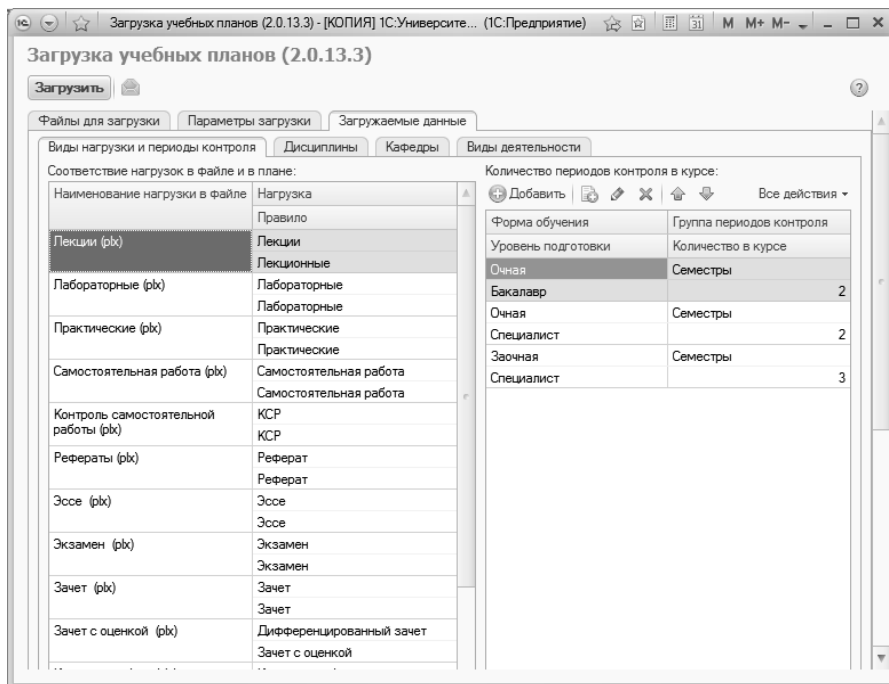 Загрузка учебных планов (2.0.13.3) - [КОПИЯ] 1С:Университе... (1С:Предприятие) M M+ M-
Загрузка учебных планов (2.0.13.3)
Загрузить
Файлы для загрузки Параметры загрузки Загружаемые данные
Виды нагрузки и периоды контроля Дисциплины Кафедры Виды деятельности
Соответствие нагрузок в файле и в плане:
Наименование нагрузки в файле Нагрузка
Правило
Лекции (plx) Лекции
Лекционные
Лабораторные (plx) Лабораторные
Лабораторные
Практические (plx) Практические
Практические
Самостоятельная работа (plx) Самостоятельная работа
Самостоятельная работа
Контроль самостоятельной КСР
работы (plx) КСР
Рефераты (plx) Реферат
Реферат
Эссе (plx) Эссе
Эссе
Экзамен (plx) Экзамен
Экзамен
Зачет (plx) Зачет
Зачет
Зачет с оценкой (plx) Дифференцированный зачет
Зачет с оценкой
Количество периодов контроля в курсе:
Добавить Все действия
Форма обучения Группа периодов контроля
Уровень подготовки Количество в курсе
Очная Семестры
Бакалавр 2
Очная Семестры
Специалист 2
Заочная Семестры
Специалист 3